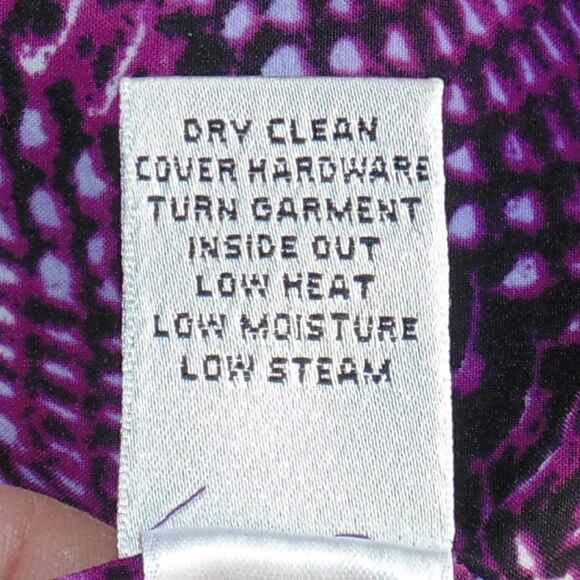 DRY CLEAN
COVER HARDWARE
TURN GARMENT
INSIDE OUT
LOW HEAT
LOW MOISTURE
LOW STEAM